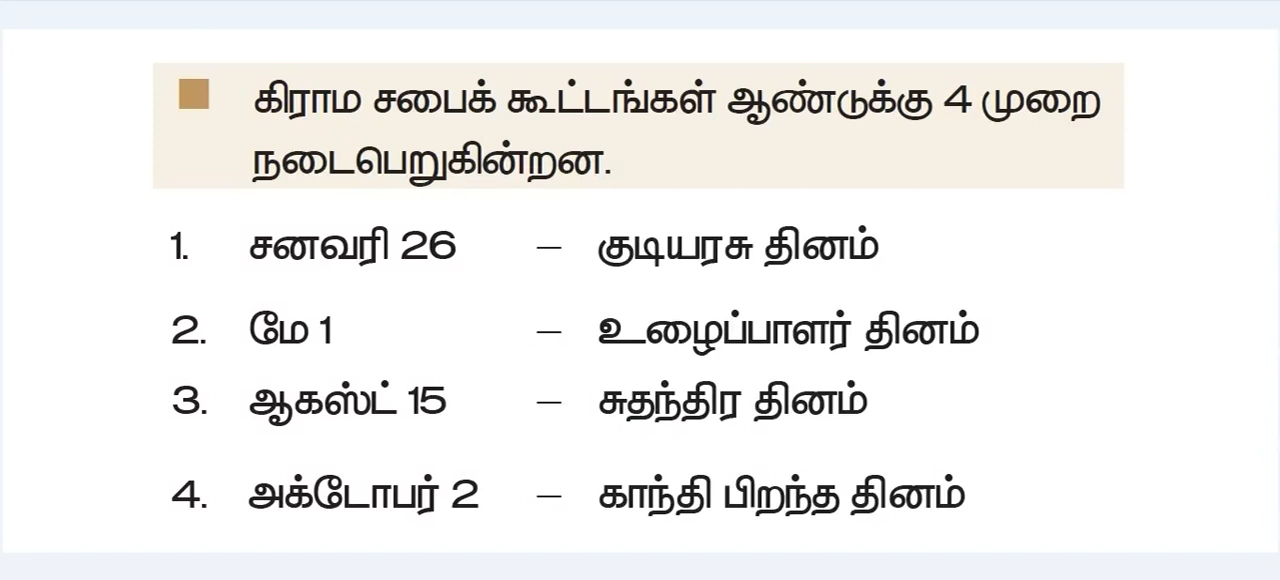 கிராம சபைக் கூட்டங்கள் ஆண்டுக்கு 4 முறை
நடைபெறுகின்றன.
1. சனவரி 26 – குடியரசு தினம்
2. மே 1 – உழைப்பாளர் தினம்
3. ஆகஸ்ட் 15 – சுதந்திர தினம்
4. அக்டோபர் 2 – காந்தி பிறந்த தினம்